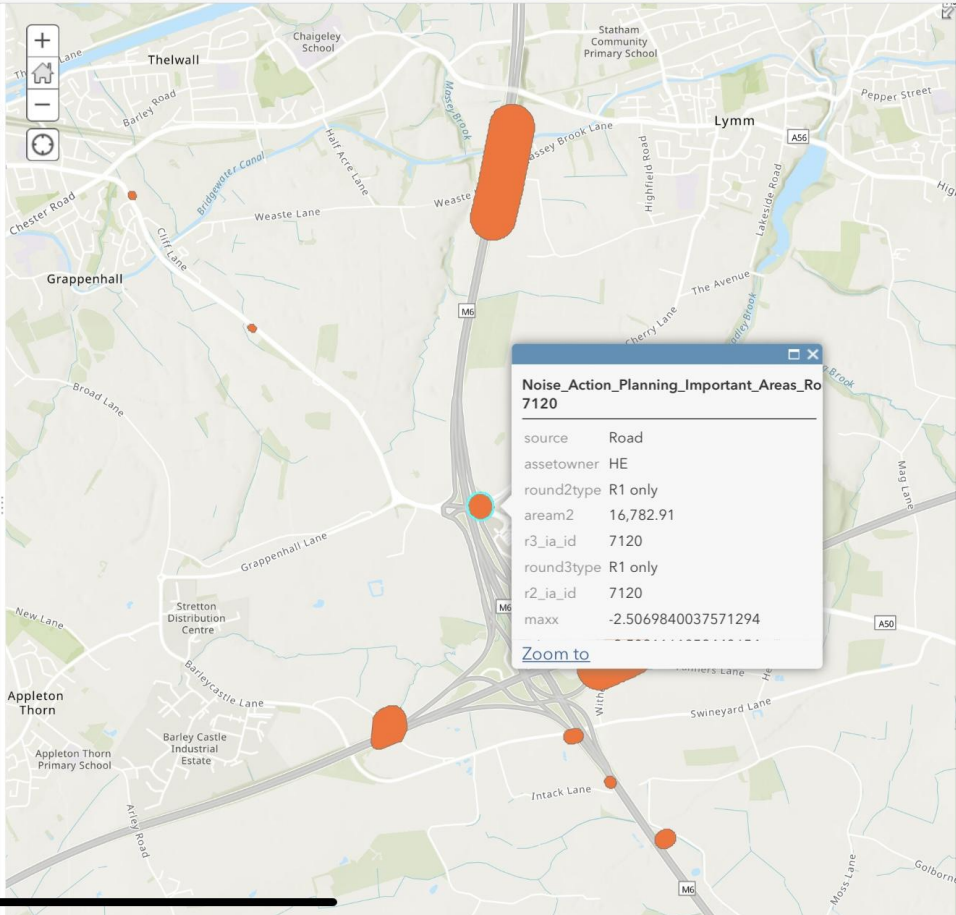 Chaigeley
School
Statham
Community
Primary School
Thelwall
Barley Road
Massey Brook
Pepper Street
Lymm
A56
Half Acre Lane
Highfield Road
Bridgewater Canal
Weaste Lane
Weaste
Lakeside Road
Chester Road
Cliff Lane
Grappenhall
The Avenue
M6
Cherry Lane
Broad Lane
Noise_Action_Planning_Important_Areas_Ro
7120
source Road
assetowner HE
round2type R1 only
aream2 16,782.91
r3_ia_id 7120
round3type R1 only
r2_ia_id 7120
maxx -2.5069840037571294
Zoom to
Mag Lane
Grappenhall Lane
Stretton
Distribution
Centre
New Lane
M6
A50
Barleycastle Lane
Appleton
Thorn
Swineyard Lane
Barley Castle
Industrial
Estate
Appleton Thorn
Primary School
Intack Lane
Arley Road
M6
Moss Lane